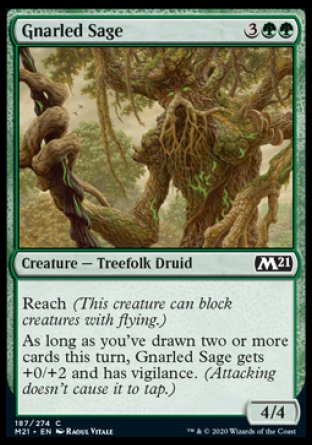 Gnarled Sage 3
Creature — Treefolk Druid M21
Reach (This creature can block
creatures with flying.)
As long as you've drawn two or more
cards this turn, Gnarled Sage gets
+0/+2 and has vigilance. (Attacking
doesn't cause it to tap.)
4/4
187/274 C
M21 • EN Raoul Vitale
™ & © 2020 Wizards of the Coast